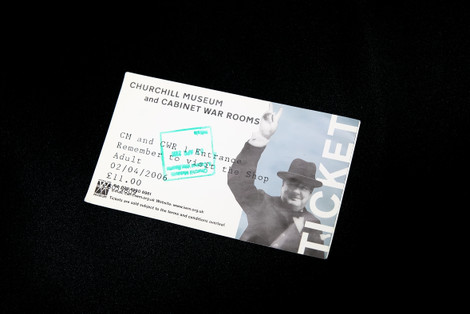 CHURCHILL MUSEUM
and CABINET WAR ROOMS
CM and CWR 1 Entrance
Remember to Visit the Shop
Adult
02/04/2006
£11.00
Tickets are sold subject to the terms and conditions overleaf
TICKET